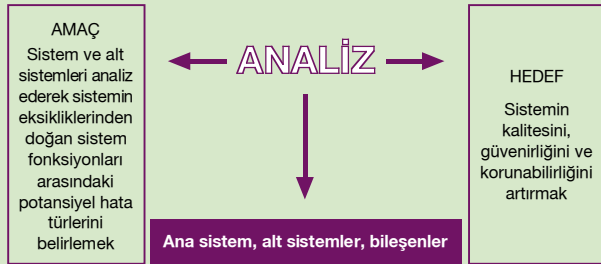 AMAÇ
Sistem ve alt
sistemleri analiz
ederek sistemin
eksikliklerinden
doğan sistem
fonksiyonları
arasındaki
potansiyel hata
türlerini
belirlemek
ANALİZ
HEDEF
Sistemin
kalitesini,
güvenirliğini ve
korunabilirliğini
artırmak
Ana sistem, alt sistemler, bileşenler